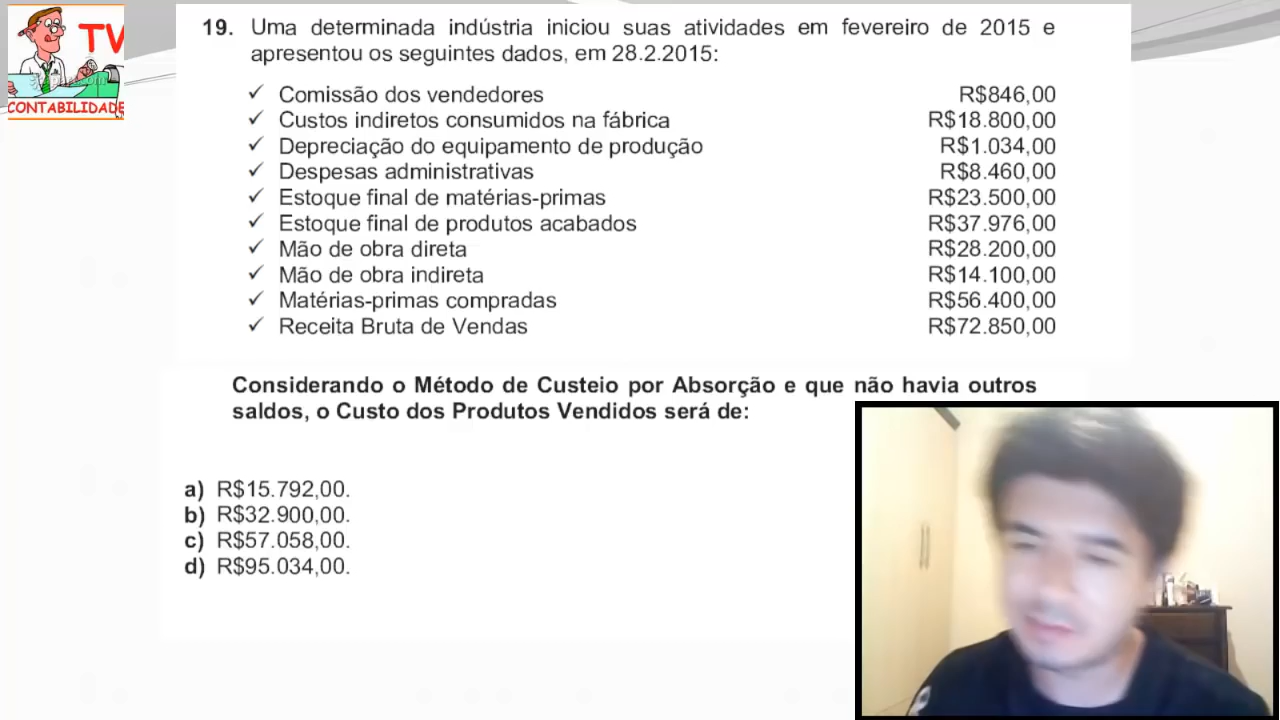 TV
CONTABILIDADE
19. Uma determinada indústria iniciou suas atividades em fevereiro de 2015 e
apresentou os seguintes dados, em 28.2.2015:
✓ Comissão dos vendedores R$846,00
✓ Custos indiretos consumidos na fábrica R$18.800,00
✓ Depreciação do equipamento de produção R$1.034,00
✓ Despesas administrativas R$8.460,00
✓ Estoque final de matérias-primas R$23.500,00
✓ Estoque final de produtos acabados R$37.976,00
✓ Mão de obra direta R$28.200,00
✓ Mão de obra indireta R$14.100,00
✓ Matérias-primas compradas R$56.400,00
✓ Receita Bruta de Vendas R$72.850,00
Considerando o Método de Custeio por Absorção e que não havia outros
saldos, o Custo dos Produtos Vendidos será de:
a) R$15.792,00.
b) R$32.900,00.
c) R$57.058,00.
d) R$95.034,00.